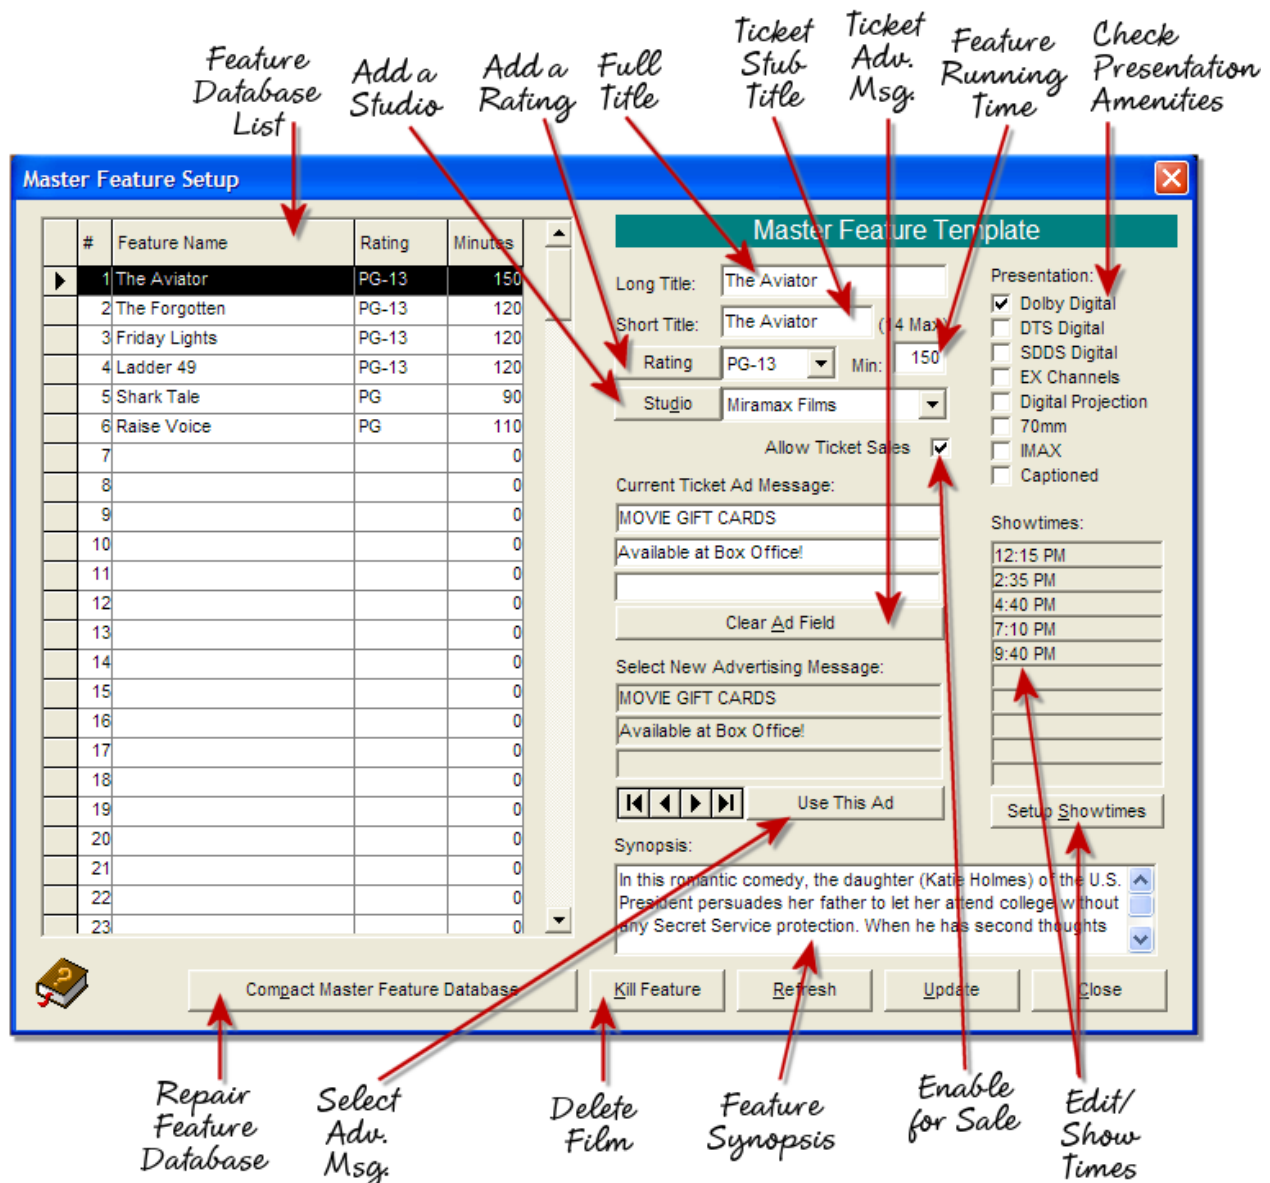 Feature
Database
List
Add a
Studio
Add a
Rating
Full
Title
Ticket
Stub
Title
Ticket
Adv.
Msg.
Feature
Running
Time
Check
Presentation
Amenities
Master Feature Setup
# Feature Name Rating Minutes
1 The Aviator PG-13 150
2 The Forgotten PG-13 120
3 Friday Lights PG-13 120
4 Ladder 49 PG-13 120
5 Shark Tale PG 90
6 Raise Voice PG 110
7 0
8 0
9 0
10 0
11 0
12 0
13 0
14 0
15 0
16 0
17 0
18 0
19 0
20 0
21 0
22 0
23 0
Master Feature Template
Long Title: The Aviator
Short Title: The Aviator (14 Max)
Rating PG-13 Min: 150
Studio Miramax Films
Allow Ticket Sales
Current Ticket Ad Message:
MOVIE GIFT CARDS
Available at Box Office!
Clear Ad Field
Select New Advertising Message:
MOVIE GIFT CARDS
Available at Box Office!
Use This Ad
Presentation:
Dolby Digital
DTS Digital
SDDS Digital
EX Channels
Digital Projection
70mm
IMAX
Captioned
Showtimes:
12:15 PM
2:35 PM
4:40 PM
7:10 PM
9:40 PM
Setup Showtimes
Synopsis:
In this romantic comedy, the daughter (Katie Holmes) of the U.S.
President persuades her father to let her attend college without
any Secret Service protection. When he has second thoughts
?
Compact Master Feature Database Kill Feature Refresh Update Close
Repair
Feature
Database
Select
Adv.
Msg.
Delete
Film
Feature
Synopsis
Enable
for Sale
Edit/
Show
Times